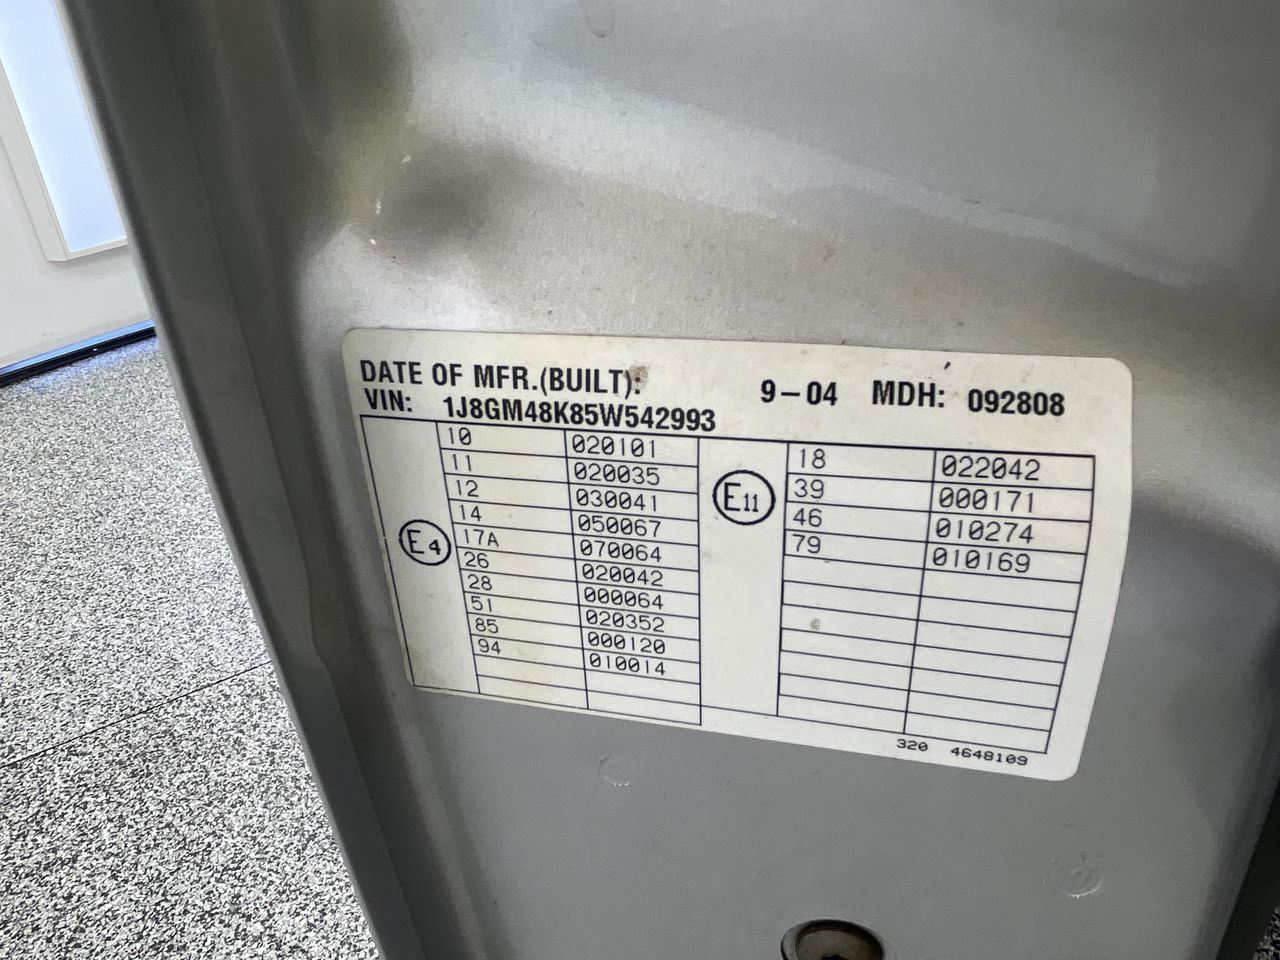 DATE OF MFR.(BUILT): 9-04 MDH: 092808
VIN: 1J8GM48K85W542993
E4
10 020101
11 020035
12 030041
14 050067
17A 070064
26 020042
28 000064
51 020352
85 000120
94 010014
E11
18 022042
39 000171
46 010274
79 010169
320 4648109